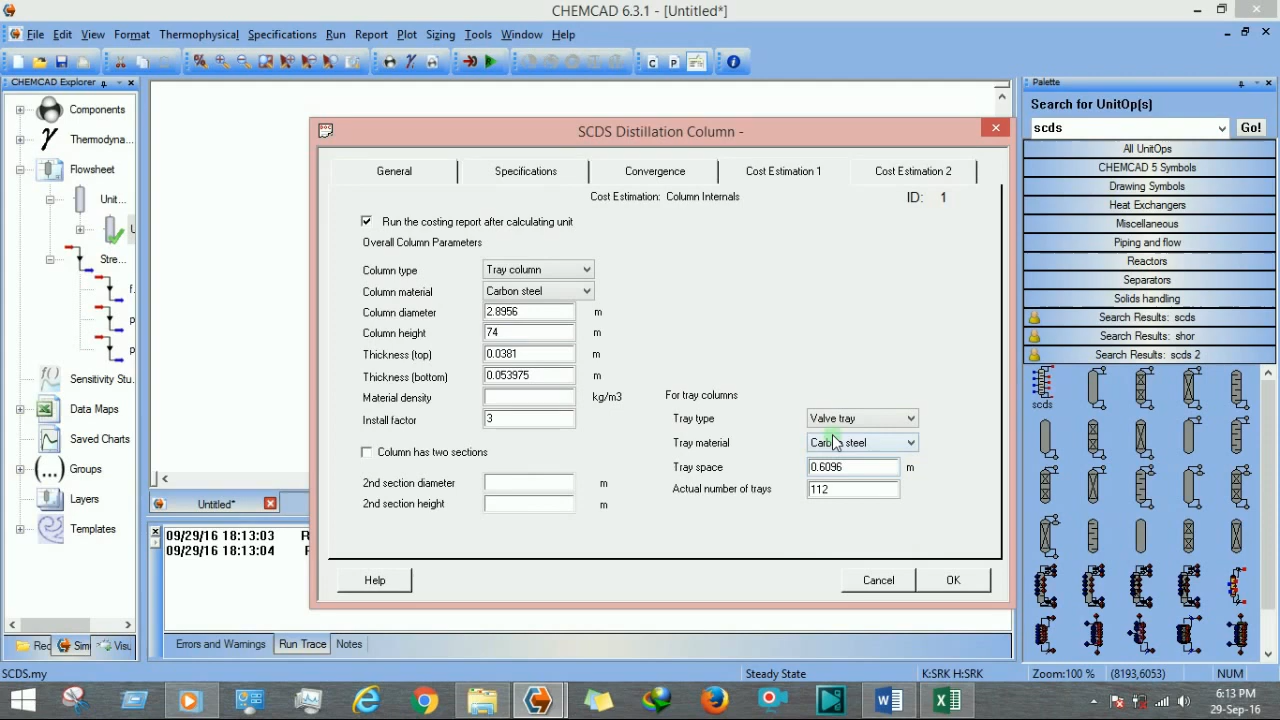 CHEMCAD 6.3.1 - [Untitled*]
File Edit View Format Thermophysical Specifications Run Report Plot Sizing Tools Window Help
CHEMCAD Explorer
Components
Thermodyna...
Flowsheet
Unit...
Stre...
Sensitivity Stu...
Data Maps
Saved Charts
Groups
Layers
Templates
Sim
Visu
SCDS Distillation Column -
General Specifications Convergence Cost Estimation 1 Cost Estimation 2
Cost Estimation: Column Internals ID: 1
Run the costing report after calculating unit
Overall Column Parameters
Column type Tray column
Column material Carbon steel
Column diameter 2.8956 m
Column height 74 m
Thickness (top) 0.0381 m
Thickness (bottom) 0.053975 m
Material density kg/m3
Install factor 3
Column has two sections
2nd section diameter m
2nd section height m
For tray columns
Tray type Valve tray
Tray material Carbon steel
Tray space 0.6096 m
Actual number of trays 112
Help Cancel OK
Untitled*
09/29/16 18:13:03 R
09/29/16 18:13:04
Errors and Warnings Run Trace Notes
Palette
Search for UnitOp(s)
scds Go!
All UnitOps
CHEMCAD 5 Symbols
Drawing Symbols
Heat Exchangers
Miscellaneous
Piping and flow
Reactors
Separators
Solids handling
Search Results: scds
Search Results: shor
Search Results: scds 2
scds
SCDS.my Steady State K:SRK H:SRK Zoom:100 % (8193,6053) NUM
6:13 PM
29-Sep-16